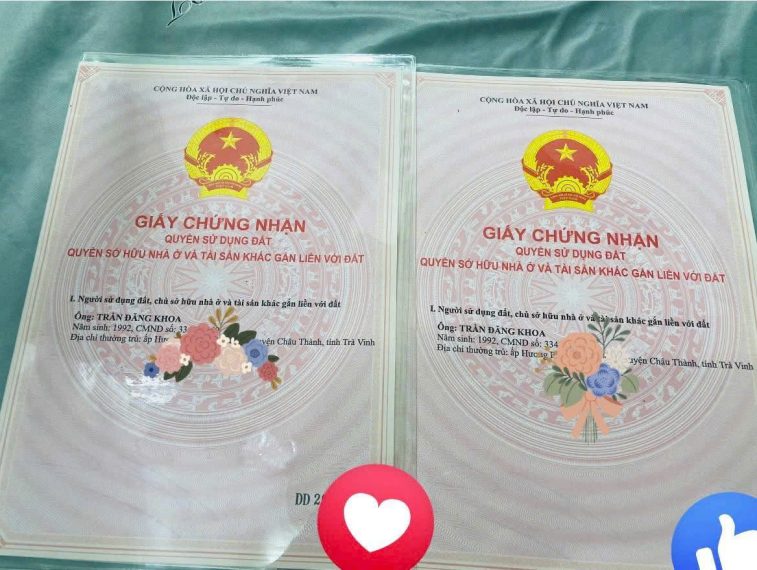 CỘNG HÒA XÃ HỘI CHỦ NGHĨA VIỆT NAM
Độc lập - Tự do - Hạnh phúc
GIẤY CHỨNG NHẬN
QUYỀN SỬ DỤNG ĐẤT
QUYỀN SỞ HỮU NHÀ Ở VÀ TÀI SẢN KHÁC GẮN LIỀN VỚI ĐẤT
I. Người sử dụng đất, chủ sở hữu nhà ở và tài sản khác gắn liền với đất
Ông: TRẦN ĐĂNG KHOA
Năm sinh: 1992, CMND số: 33
Địa chỉ thường trú: ấp Hương Châu Thành, tỉnh Trà Vinh
DD
CỘNG HÒA XÃ HỘI CHỦ NGHĨA VIỆT NAM
Độc lập - Tự do - Hạnh phúc
GIẤY CHỨNG NHẬN
QUYỀN SỬ DỤNG ĐẤT
QUYỀN SỞ HỮU NHÀ Ở VÀ TÀI SẢN KHÁC GẮN LIỀN VỚI ĐẤT
I. Người sử dụng đất, chủ sở hữu nhà ở và tài sản khác gắn liền với đất
Ông: TRẦN ĐĂNG KHOA
Năm sinh: 1992, CMND số: 334
Địa chỉ thường trú: ấp Hương Châu Thành, tỉnh Trà Vinh